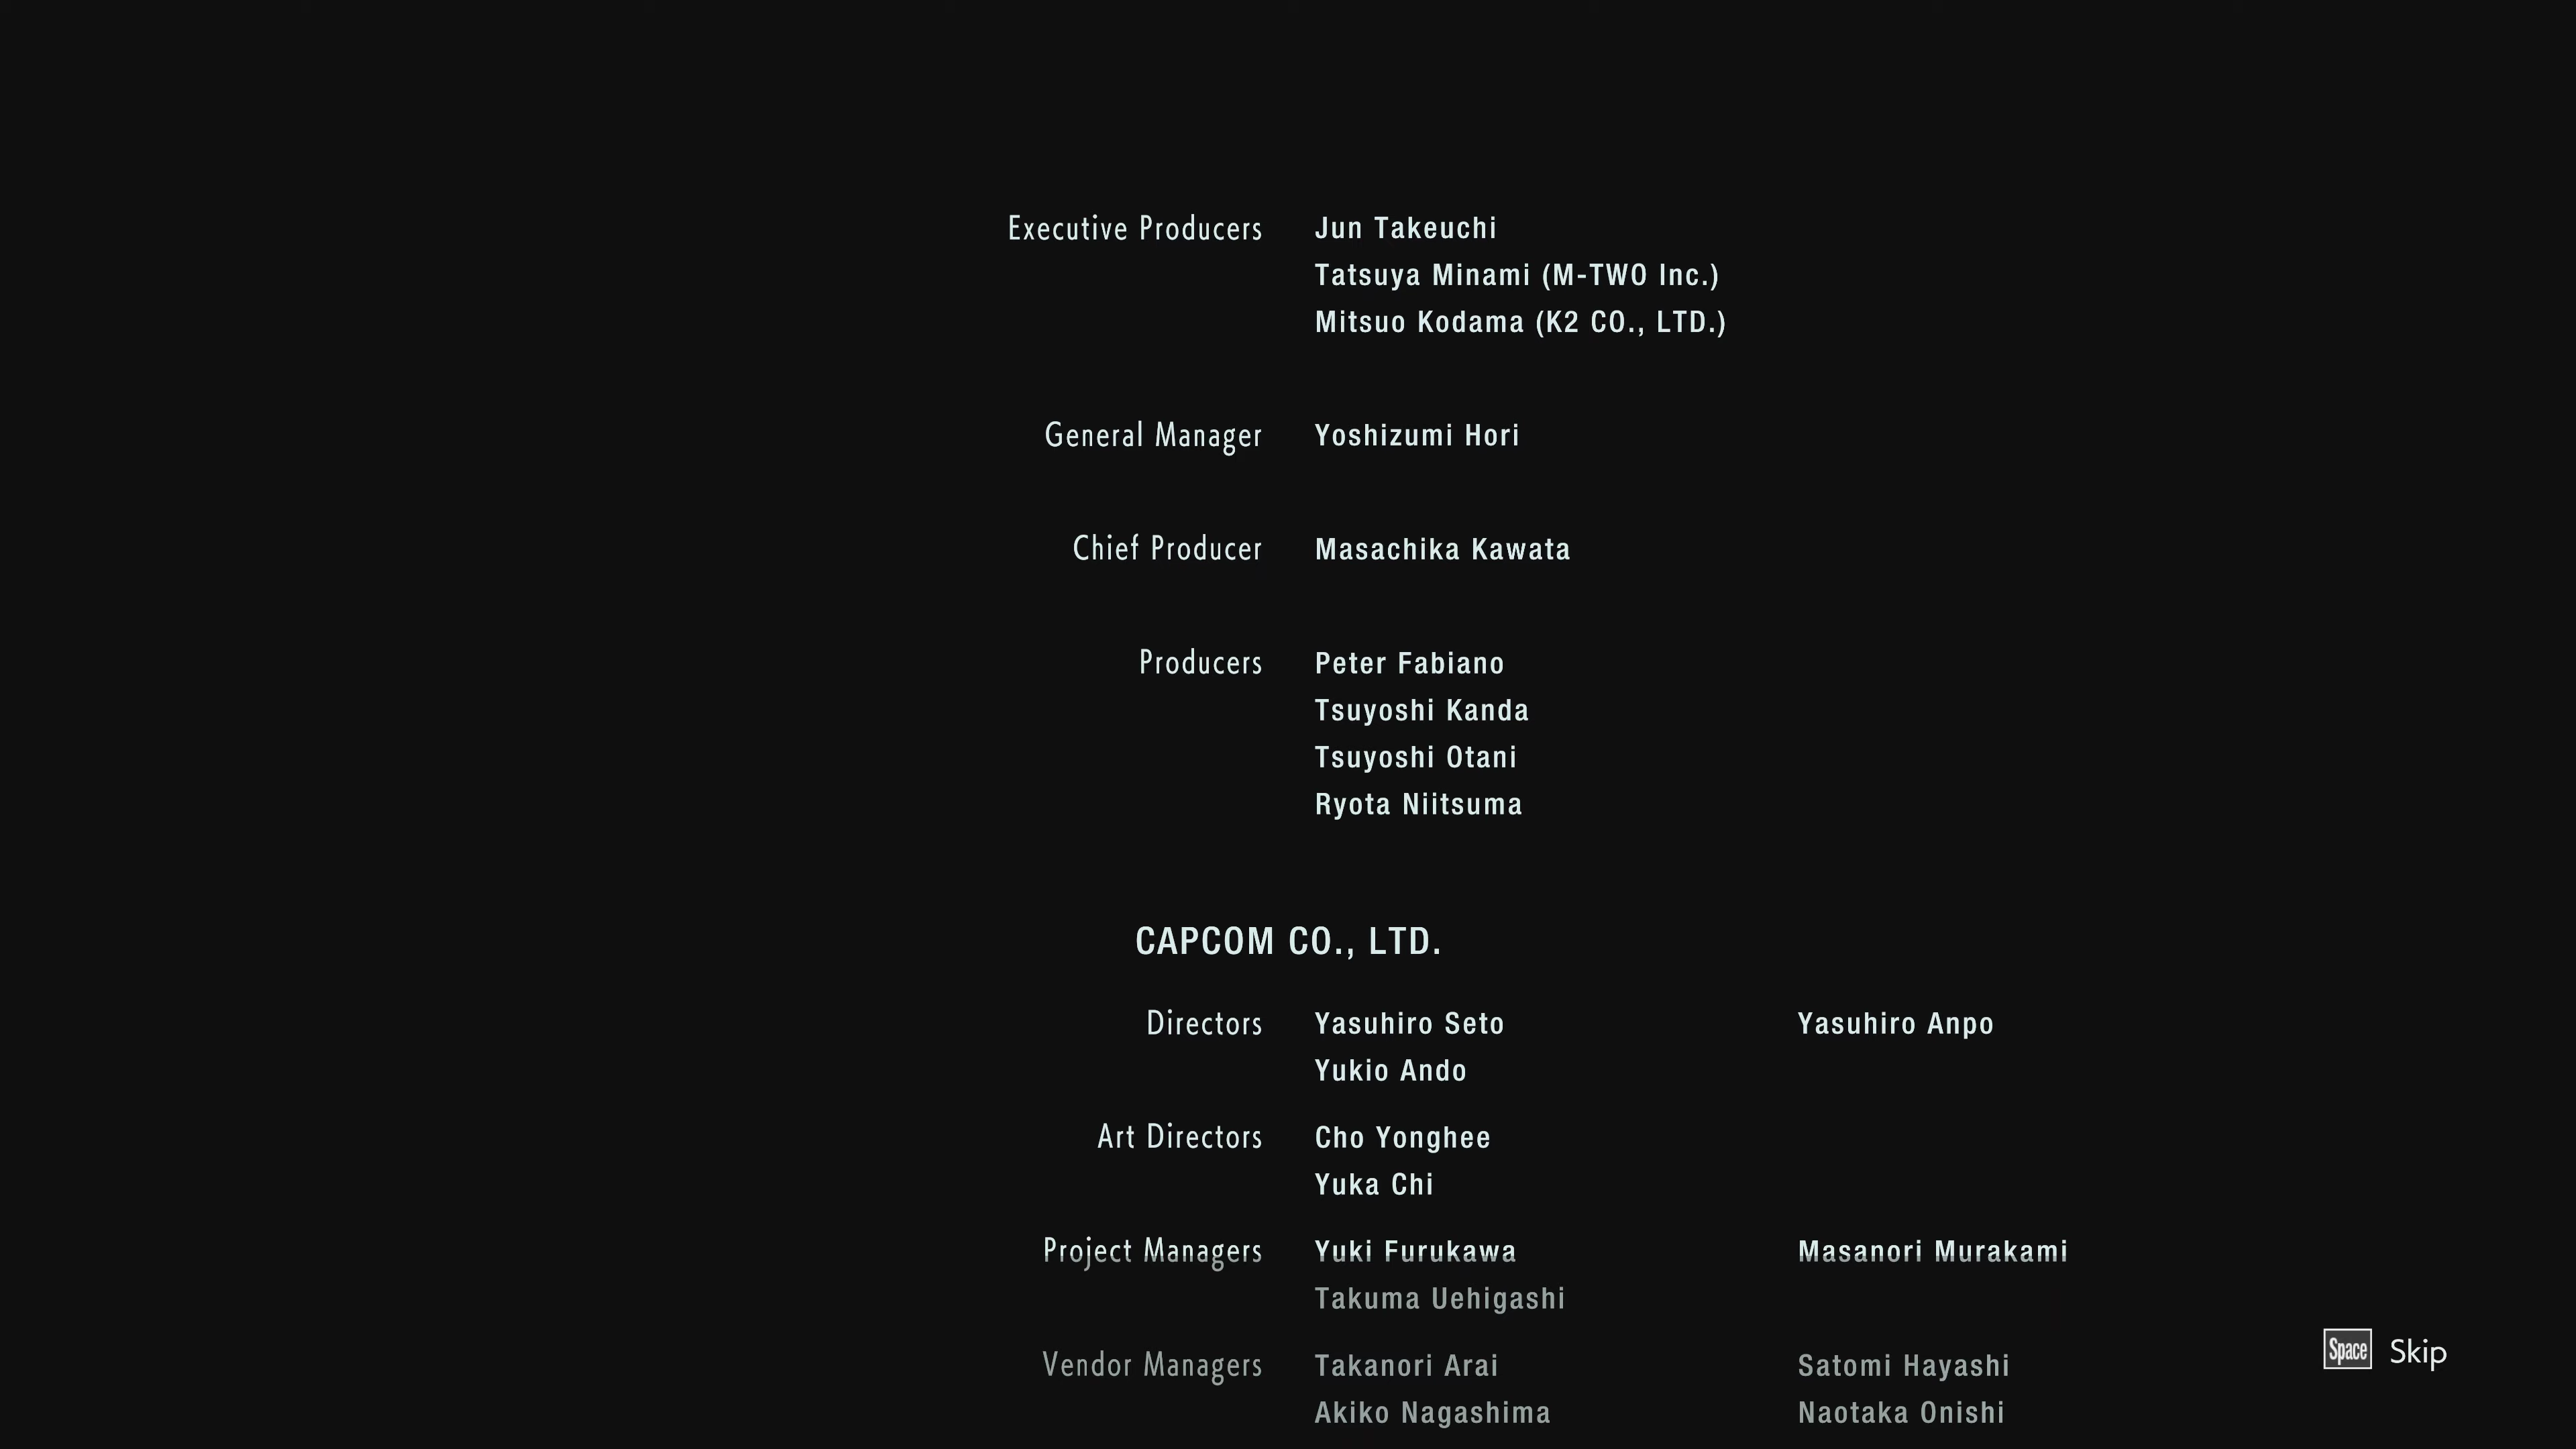 Executive Producers Jun Takeuchi
Tatsuya Minami (M-TWO Inc.)
Mitsuo Kodama (K2 CO., LTD.)
General Manager Yoshizumi Hori
Chief Producer Masachika Kawata
Producers Peter Fabiano
Tsuyoshi Kanda
Tsuyoshi Otani
Ryota Niitsuma
CAPCOM CO., LTD.
Directors Yasuhiro Seto Yasuhiro Anpo
Yukio Ando
Art Directors Cho Yonghee
Yuka Chi
Project Managers Yuki Furukawa Masanori Murakami
Takuma Uehigashi
Vendor Managers Takanori Arai Satomi Hayashi
Akiko Nagashima Naotaka Onishi
Space Skip